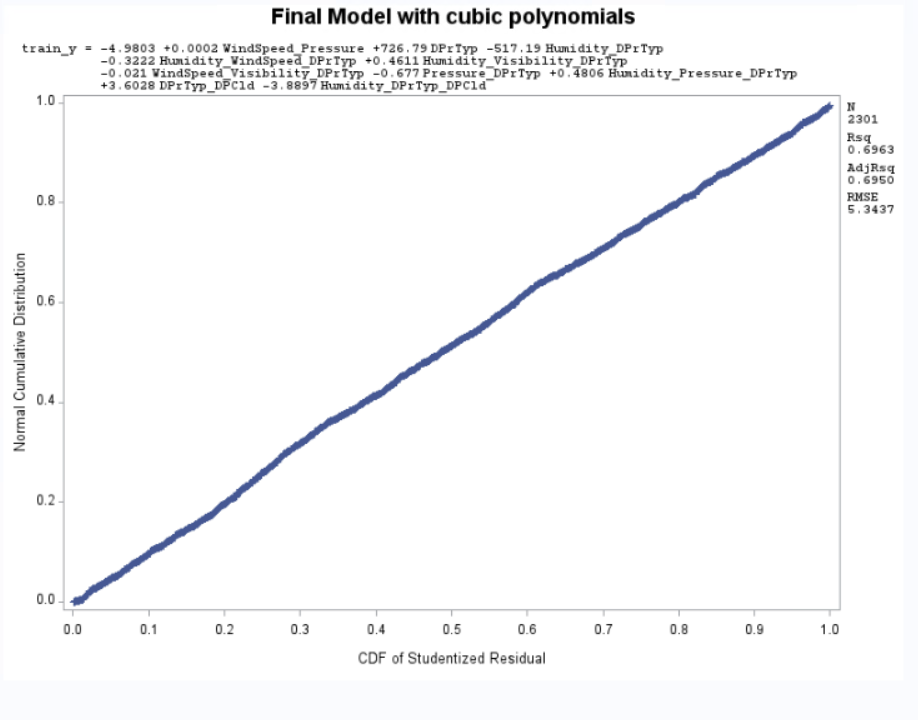 Final Model with cubic polynomials
train_y = -4.9803 +0.0002 WindSpeed_Pressure +726.79 DPrTyp -517.19 Humidity_DPrTyp
-0.3222 Humidity_WindSpeed_DPrTyp +0.4611 Humidity_Visibility_DPrTyp
-0.021 WindSpeed_Visibility_DPrTyp -0.677 Pressure_DPrTyp +0.4806 Humidity_Pressure_DPrTyp
+3.6028 DPrTyp_DPCld -3.8897 Humidity_DPrTyp_DPCld
N
2301
Rsq
0.6963
AdjRsq
0.6950
RMSE
5.3437
Normal Cumulative Distribution
1.0
0.8
0.6
0.4
0.2
0.0
0.0 0.1 0.2 0.3 0.4 0.5 0.6 0.7 0.8 0.9 1.0
CDF of Studentized Residual